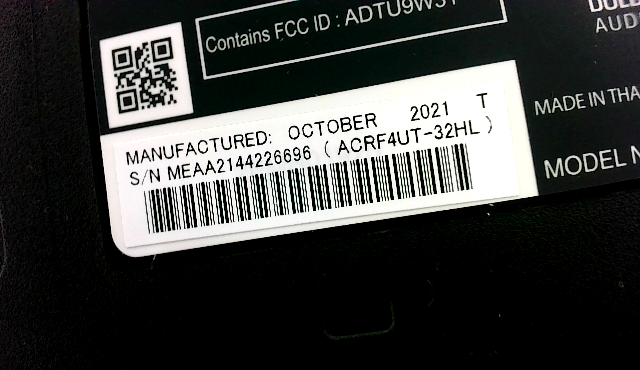 Contains FCC ID : ADTU9W31
AUD
MANUFACTURED: OCTOBER 2021 T
S/N MEAA2144226696 ( ACRF4UT-32HL )
MADE IN THA
MODEL N